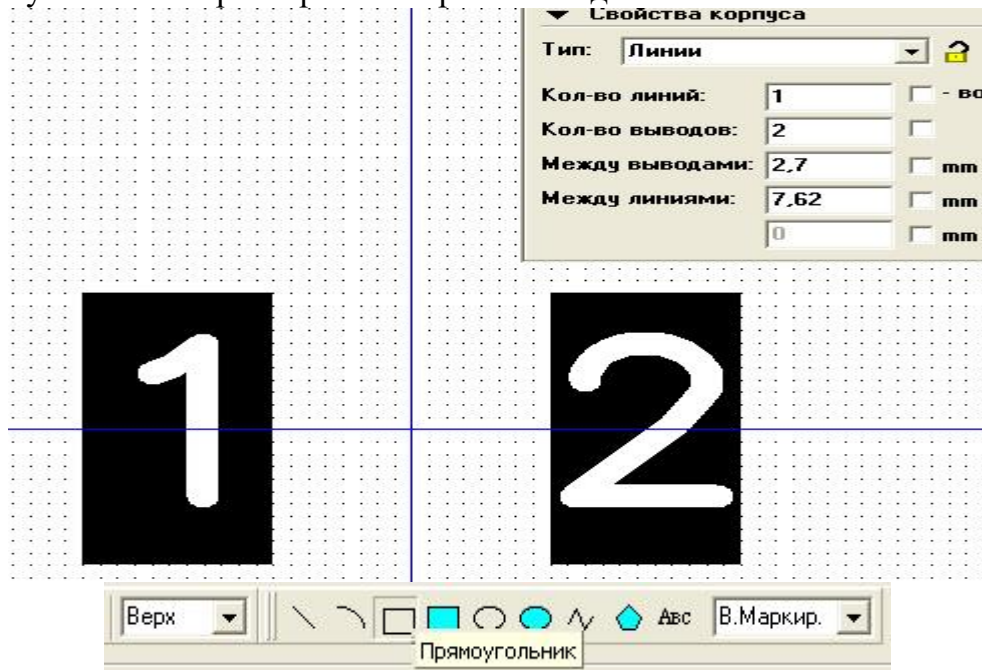 Свойства корпуса
Тип: Линии
Кол-во линий: 1
Кол-во выводов: 2
Между выводами: 2,7 mm
Между линиями: 7,62 mm
0 mm
1 2
Верх Авс В.Маркир.
Прямоугольник